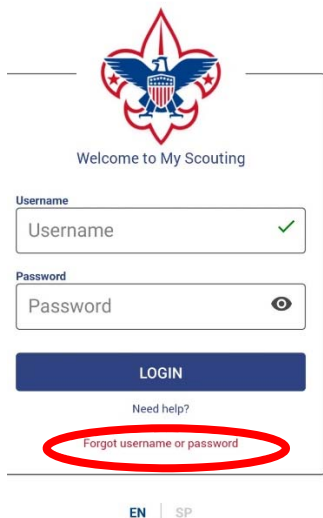 Welcome to My Scouting
Username
Username
Password
Password
LOGIN
Need help?
Forgot username or password
EN | SP